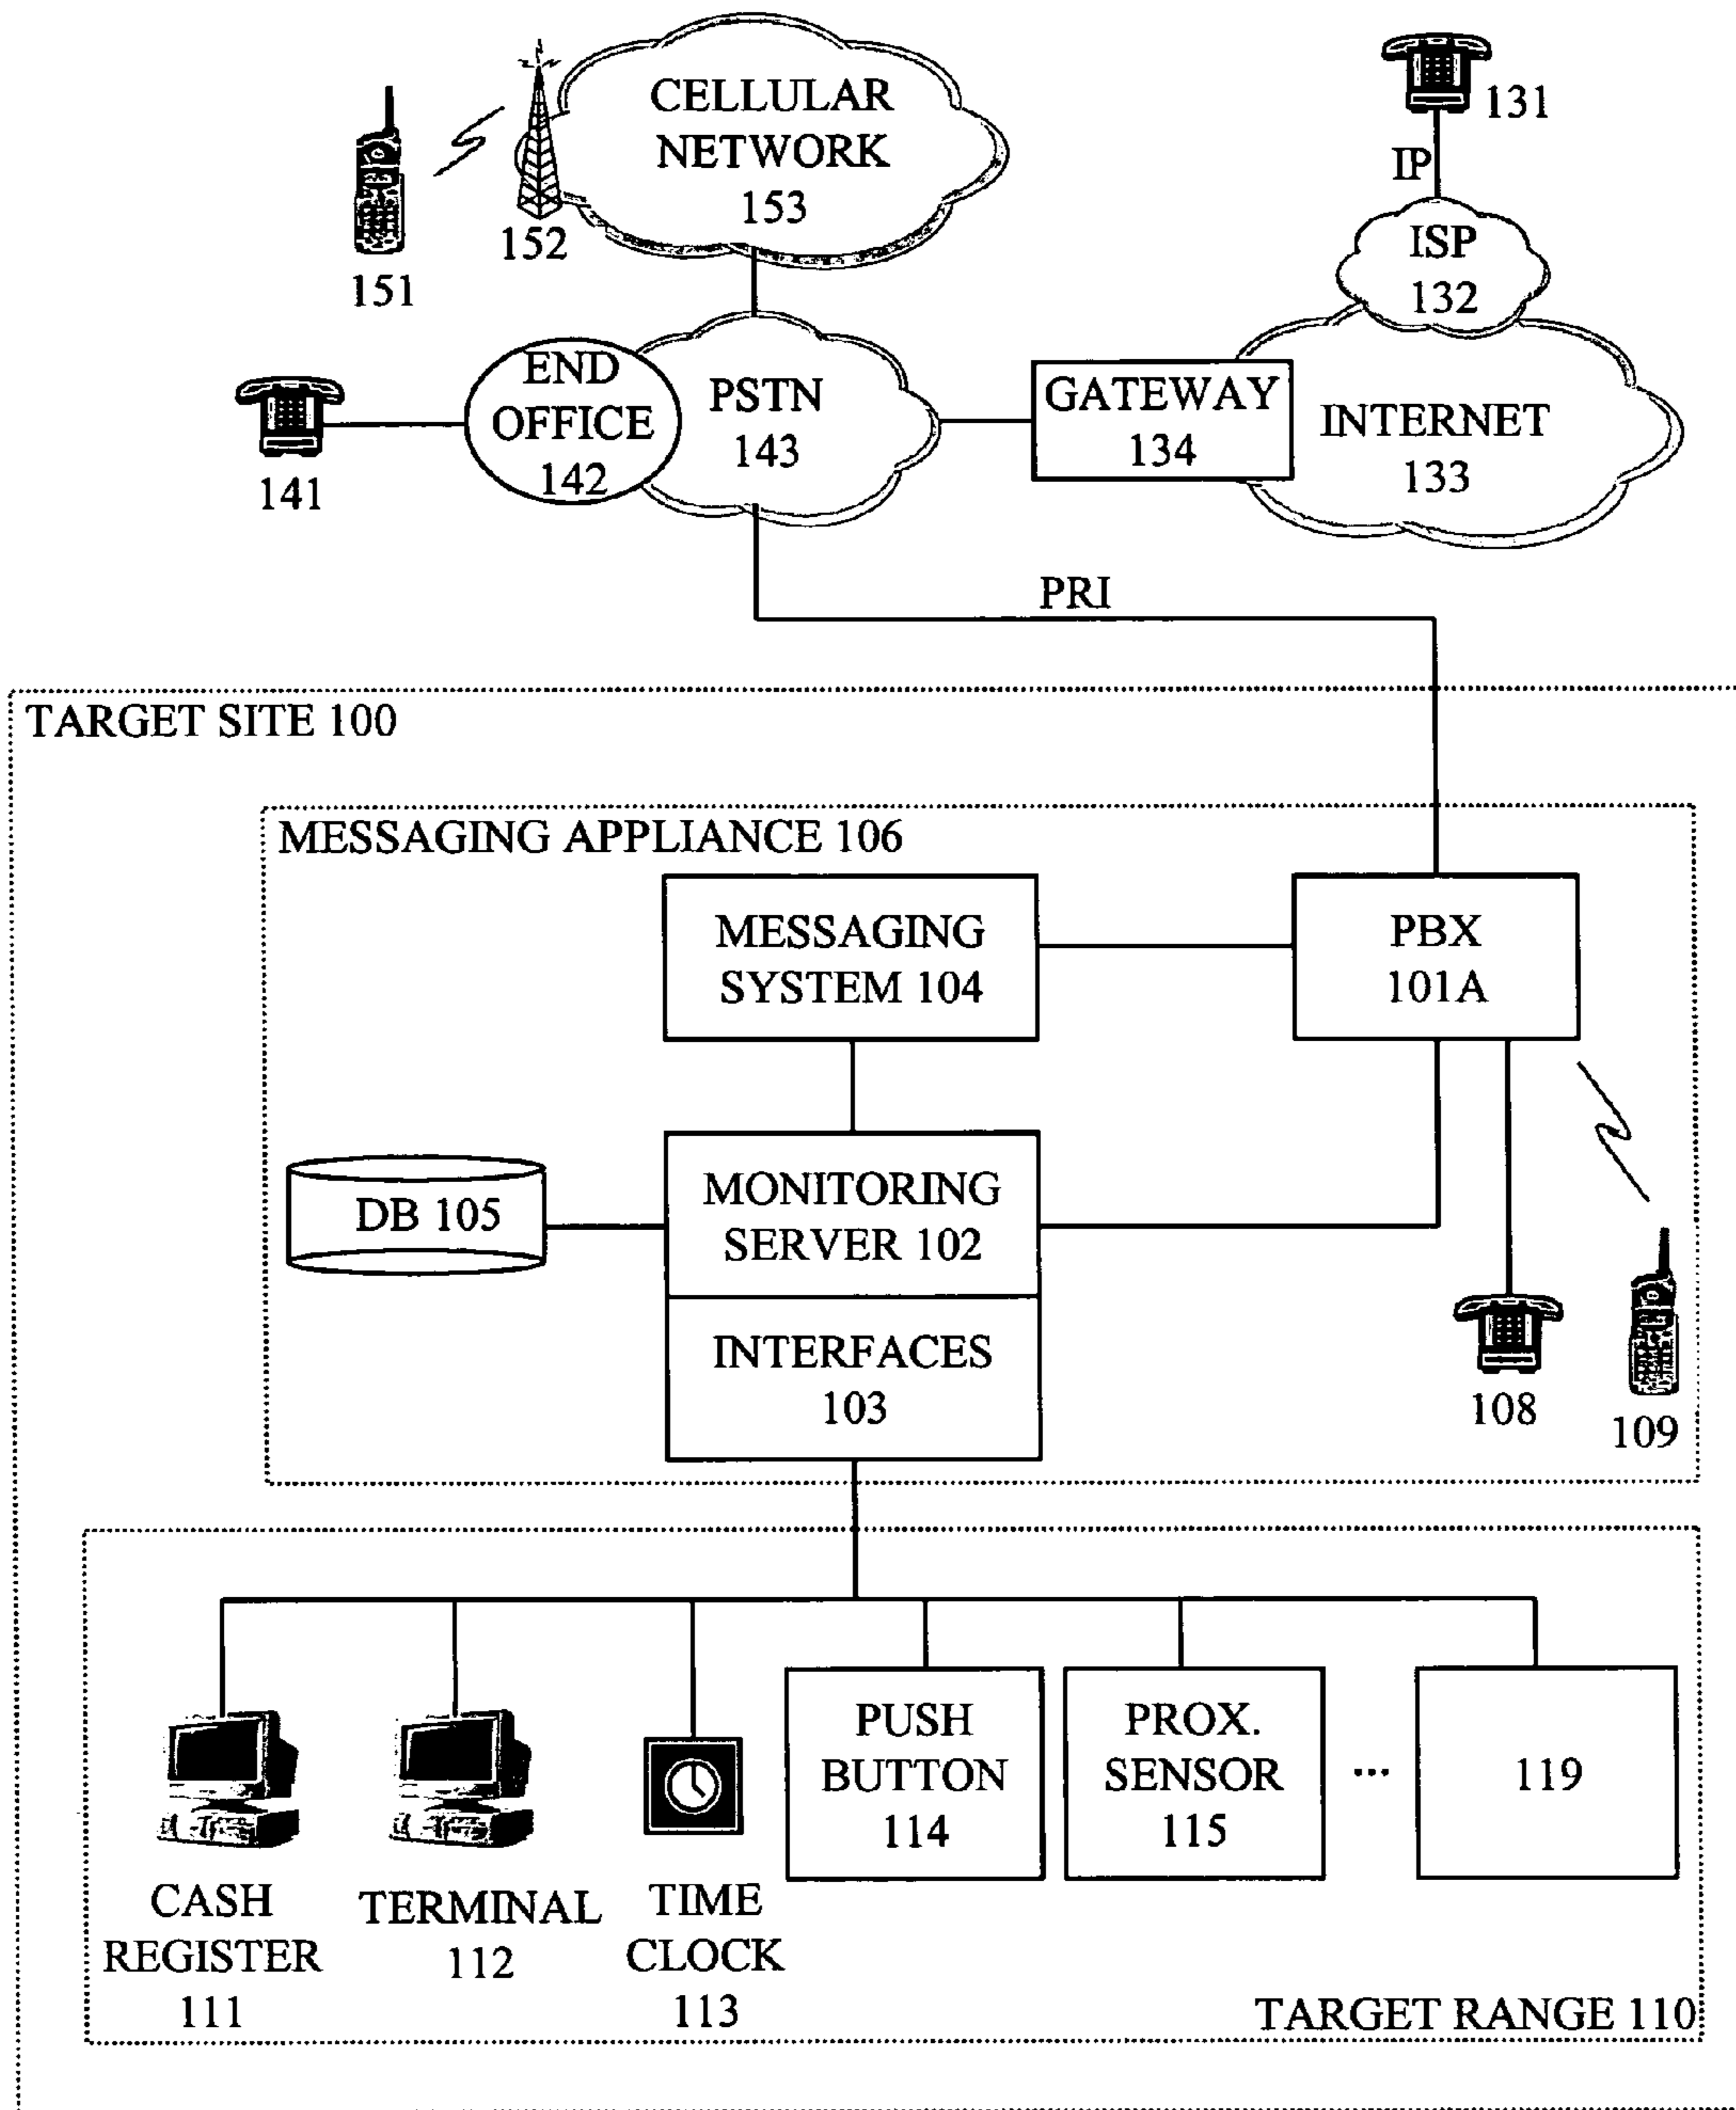 CELLULAR
NETWORK
153
152
151
131
IP
ISP
132
END
OFFICE
142
141
PSTN
143
GATEWAY
134
INTERNET
133
PRI
TARGET SITE 100
MESSAGING APPLIANCE 106
MESSAGING
SYSTEM 104
PBX
101A
DB 105
MONITORING
SERVER 102
INTERFACES
103
108
109
CASH
REGISTER
111
TERMINAL
112
TIME
CLOCK
113
PUSH
BUTTON
114
PROX.
SENSOR
115
...
119
TARGET RANGE 110